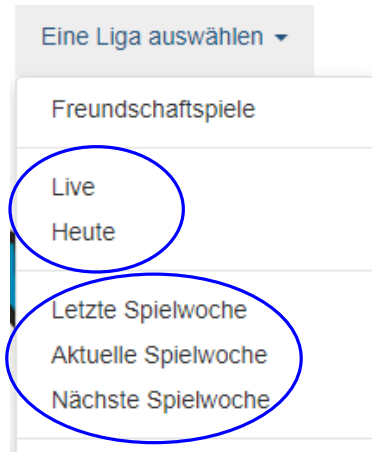 Eine Liga auswählen
Freundschaftspiele
Live
Heute
Letzte Spielwoche
Aktuelle Spielwoche
Nächste Spielwoche